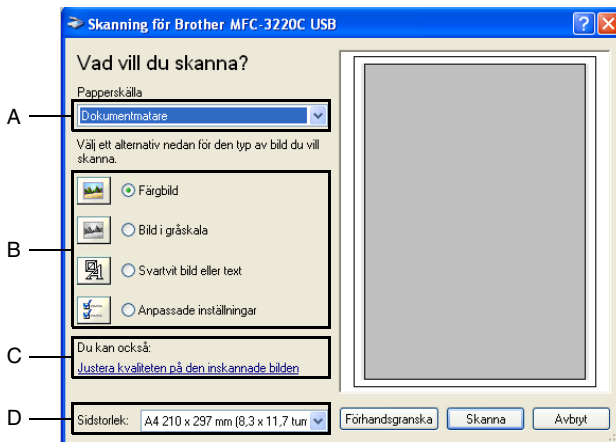 Skanning för Brother MFC-3220C USB
Vad vill du skanna?
Papperskälla
A
Dokumentmatare
Välj ett alternativ nedan för den typ av bild du vill
skanna.
Färgbild
Bild i gråskala
B
Svartvit bild eller text
Anpassade inställningar
C
Du kan också:
Justera kvaliteten på den inskannade bilden
D
Sidstorlek: A4 210 x 297 mm (8,3 x 11,7 tum
Förhandsgranska Skanna Avbryt